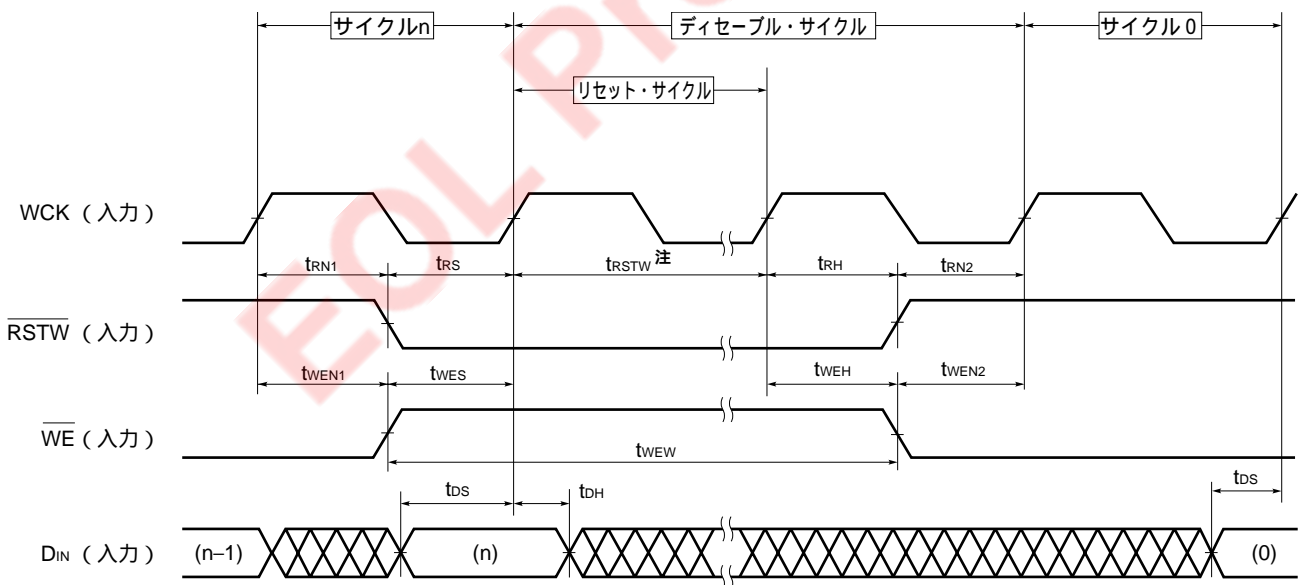 サイクルn ディセーブル・サイクル サイクル 0
リセット・サイクル
WCK (入力)
tRN1 tRS tRSTW 注 tRH tRN2
RSTW (入力)
tWEN1 tWES tWEH tWEN2
WE (入力)
tWEW
tDS tDH tDS
DIN (入力) (n–1) (n) (0)
EOL Pr